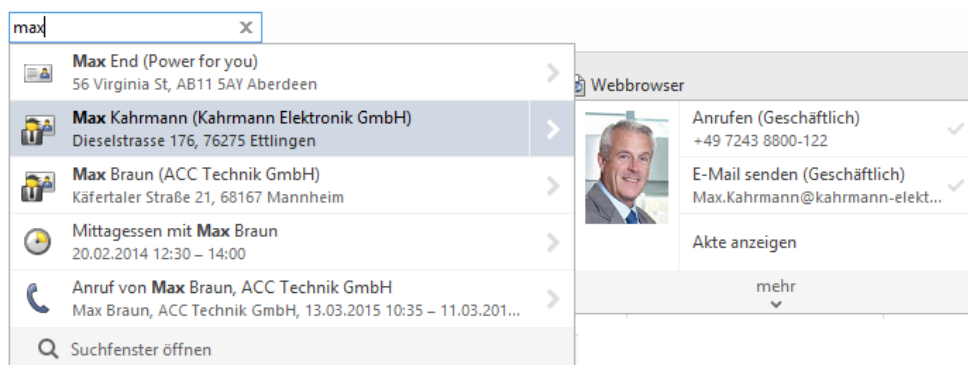 max
Max End (Power for you)
56 Virginia St, AB11 5AY Aberdeen
Max Kahrmann (Kahrmann Elektronik GmbH)
Dieselstrasse 176, 76275 Ettlingen
Max Braun (ACC Technik GmbH)
Käfertaler Straße 21, 68167 Mannheim
Mittagessen mit Max Braun
20.02.2014 12:30 – 14:00
Anruf von Max Braun, ACC Technik GmbH
Max Braun, ACC Technik GmbH, 13.03.2015 10:35 – 11.03.201...
Suchfenster öffnen
Webbrowser
Anrufen (Geschäftlich)
+49 7243 8800-122
E-Mail senden (Geschäftlich)
Max.Kahrmann@kahrmann-elekt...
Akte anzeigen
mehr